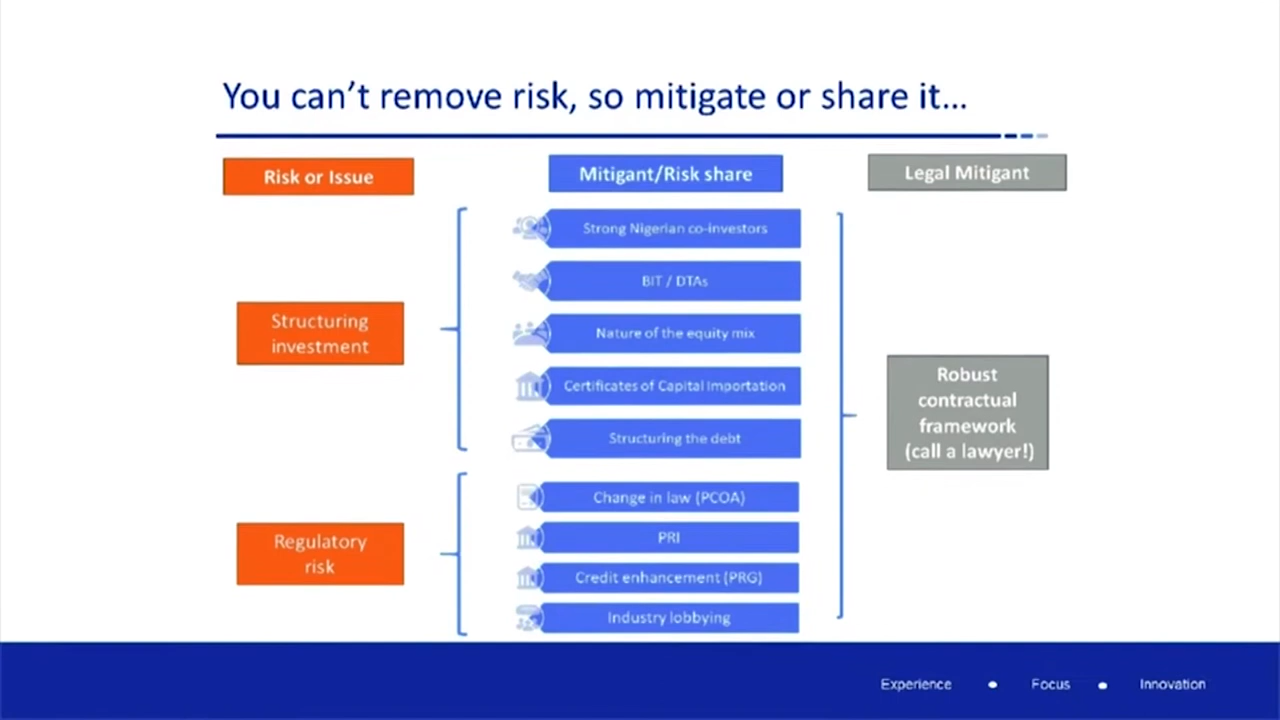 You can't remove risk, so mitigate or share it...
Risk or Issue
Mitigant/Risk share
Legal Mitigant
Structuring
investment
Strong Nigerian co-investors
BIT / DTAs
Nature of the equity mix
Certificates of Capital Importation
Structuring the debt
Regulatory
risk
Change in law (PCOA)
PRI
Credit enhancement (PRG)
Industry lobbying
Robust
contractual
framework
(call a lawyer!)
Experience • Focus • Innovation